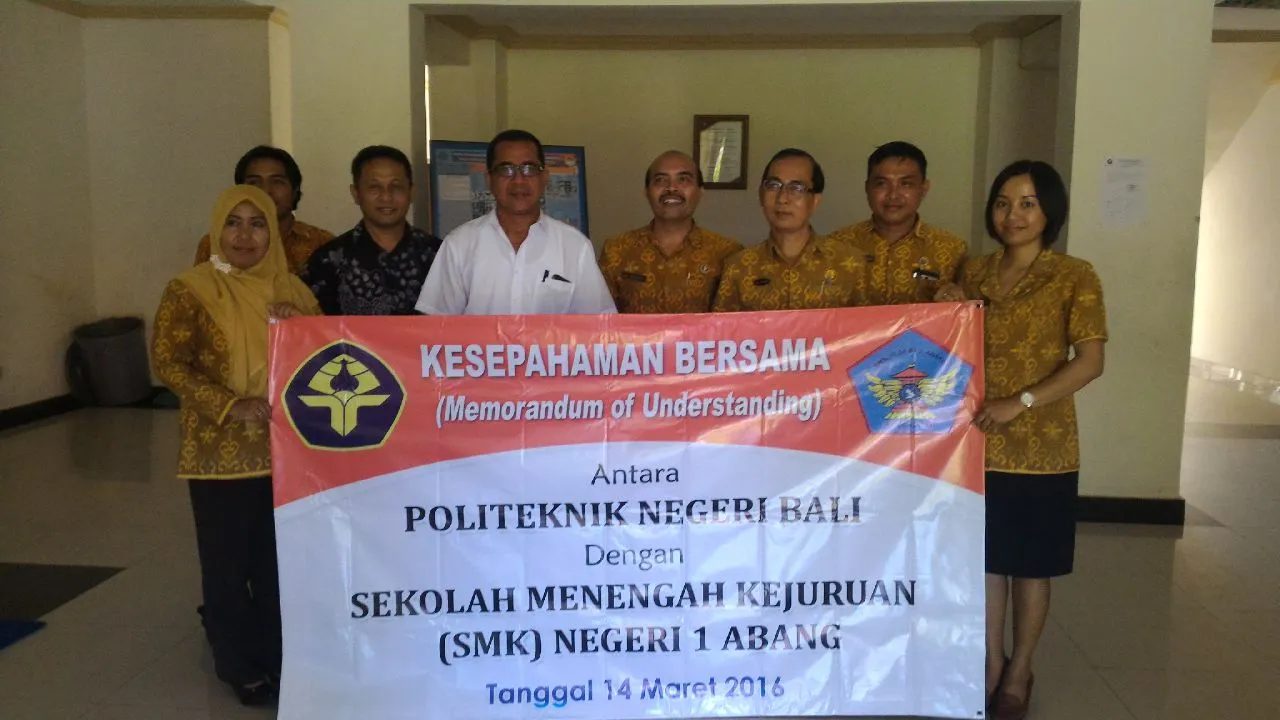 KESEPAHAMAN BERSAMA
(Memorandum of Understanding)
Antara
POLITEKNIK NEGERI BALI
Dengan
SEKOLAH MENENGAH KEJURUAN
(SMK) NEGERI 1 ABANG
Tanggal 14 Maret 2016